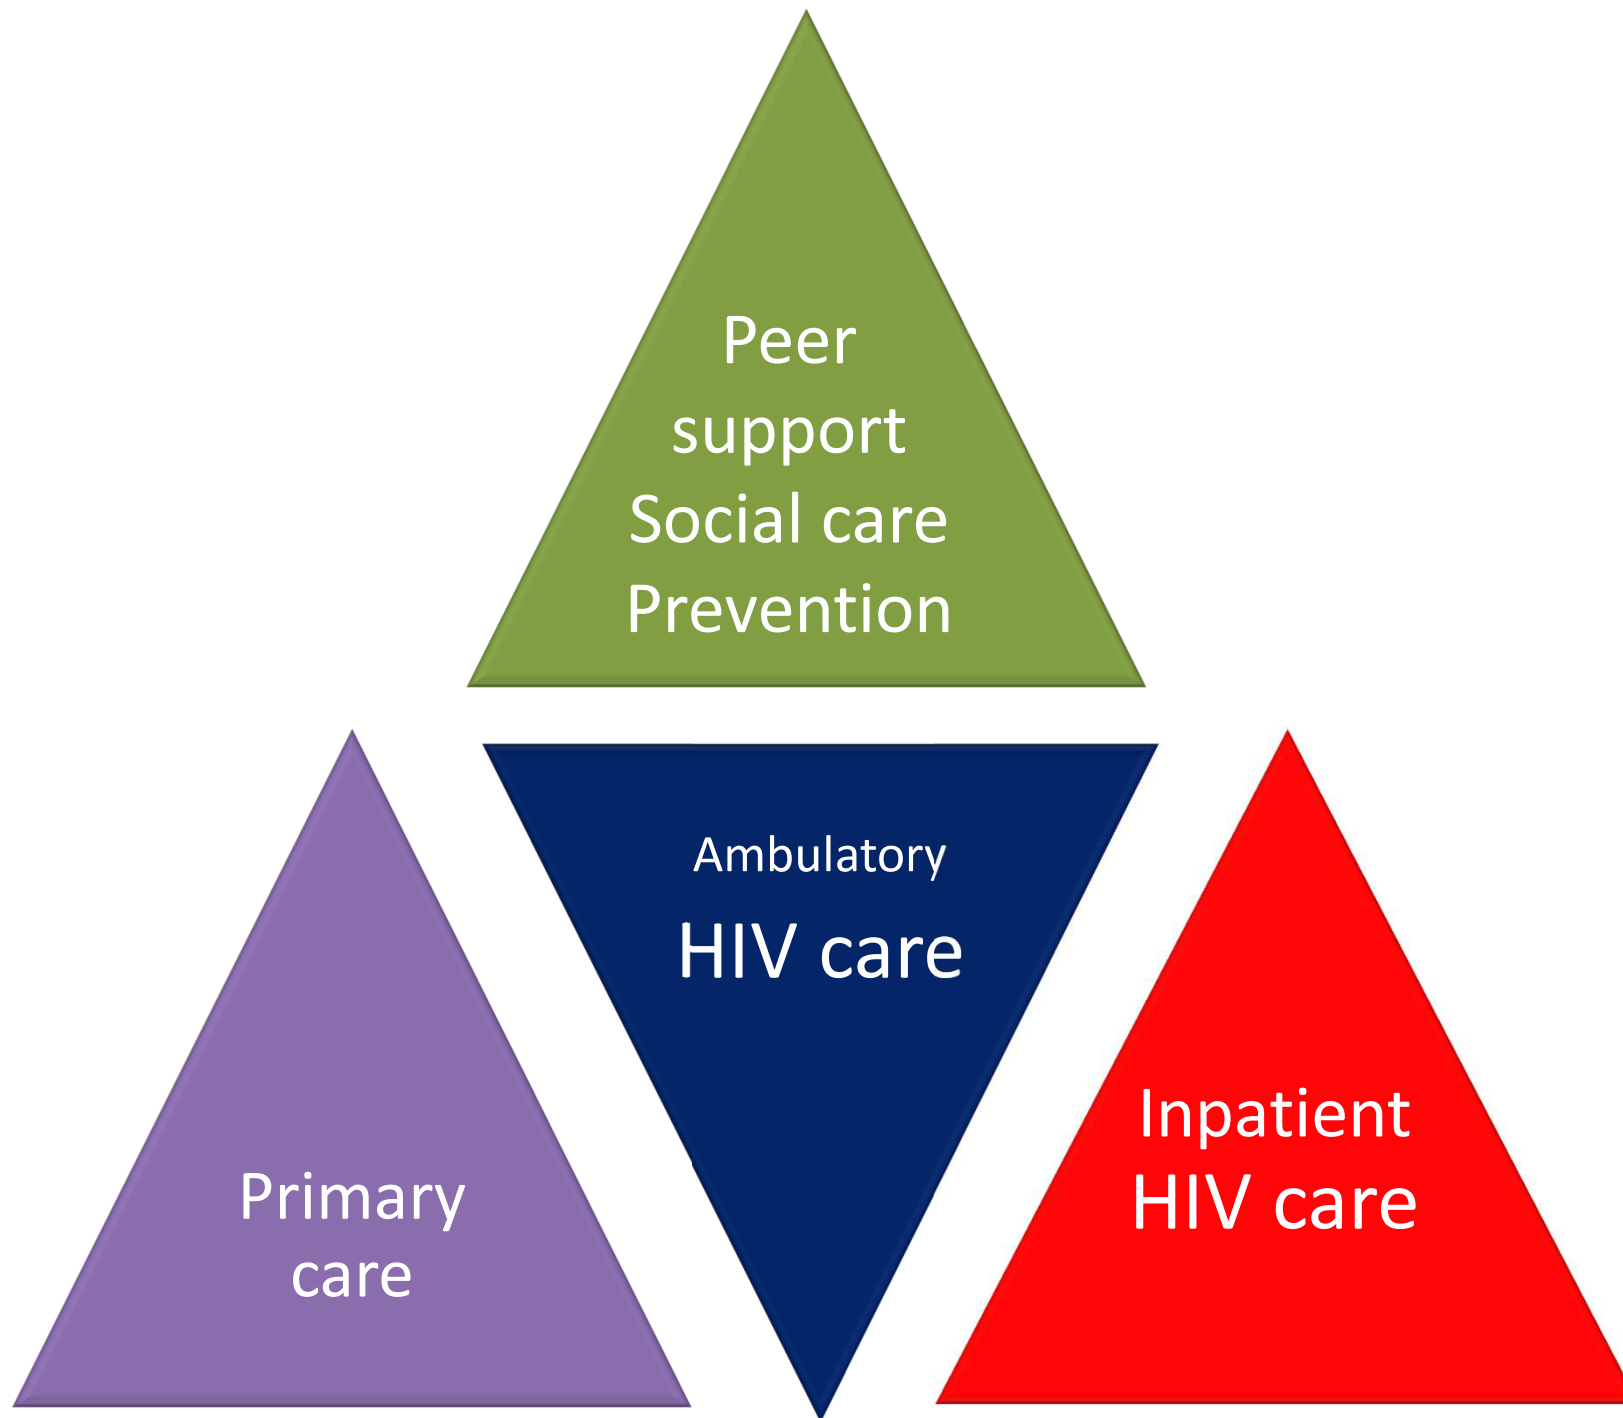 Peer
support
Social care
Prevention
Ambulatory
HIV care
Primary
care
Inpatient
HIV care